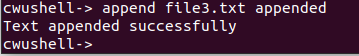 cwushell-> append file3.txt appended
Text appended successfully
cwushell->